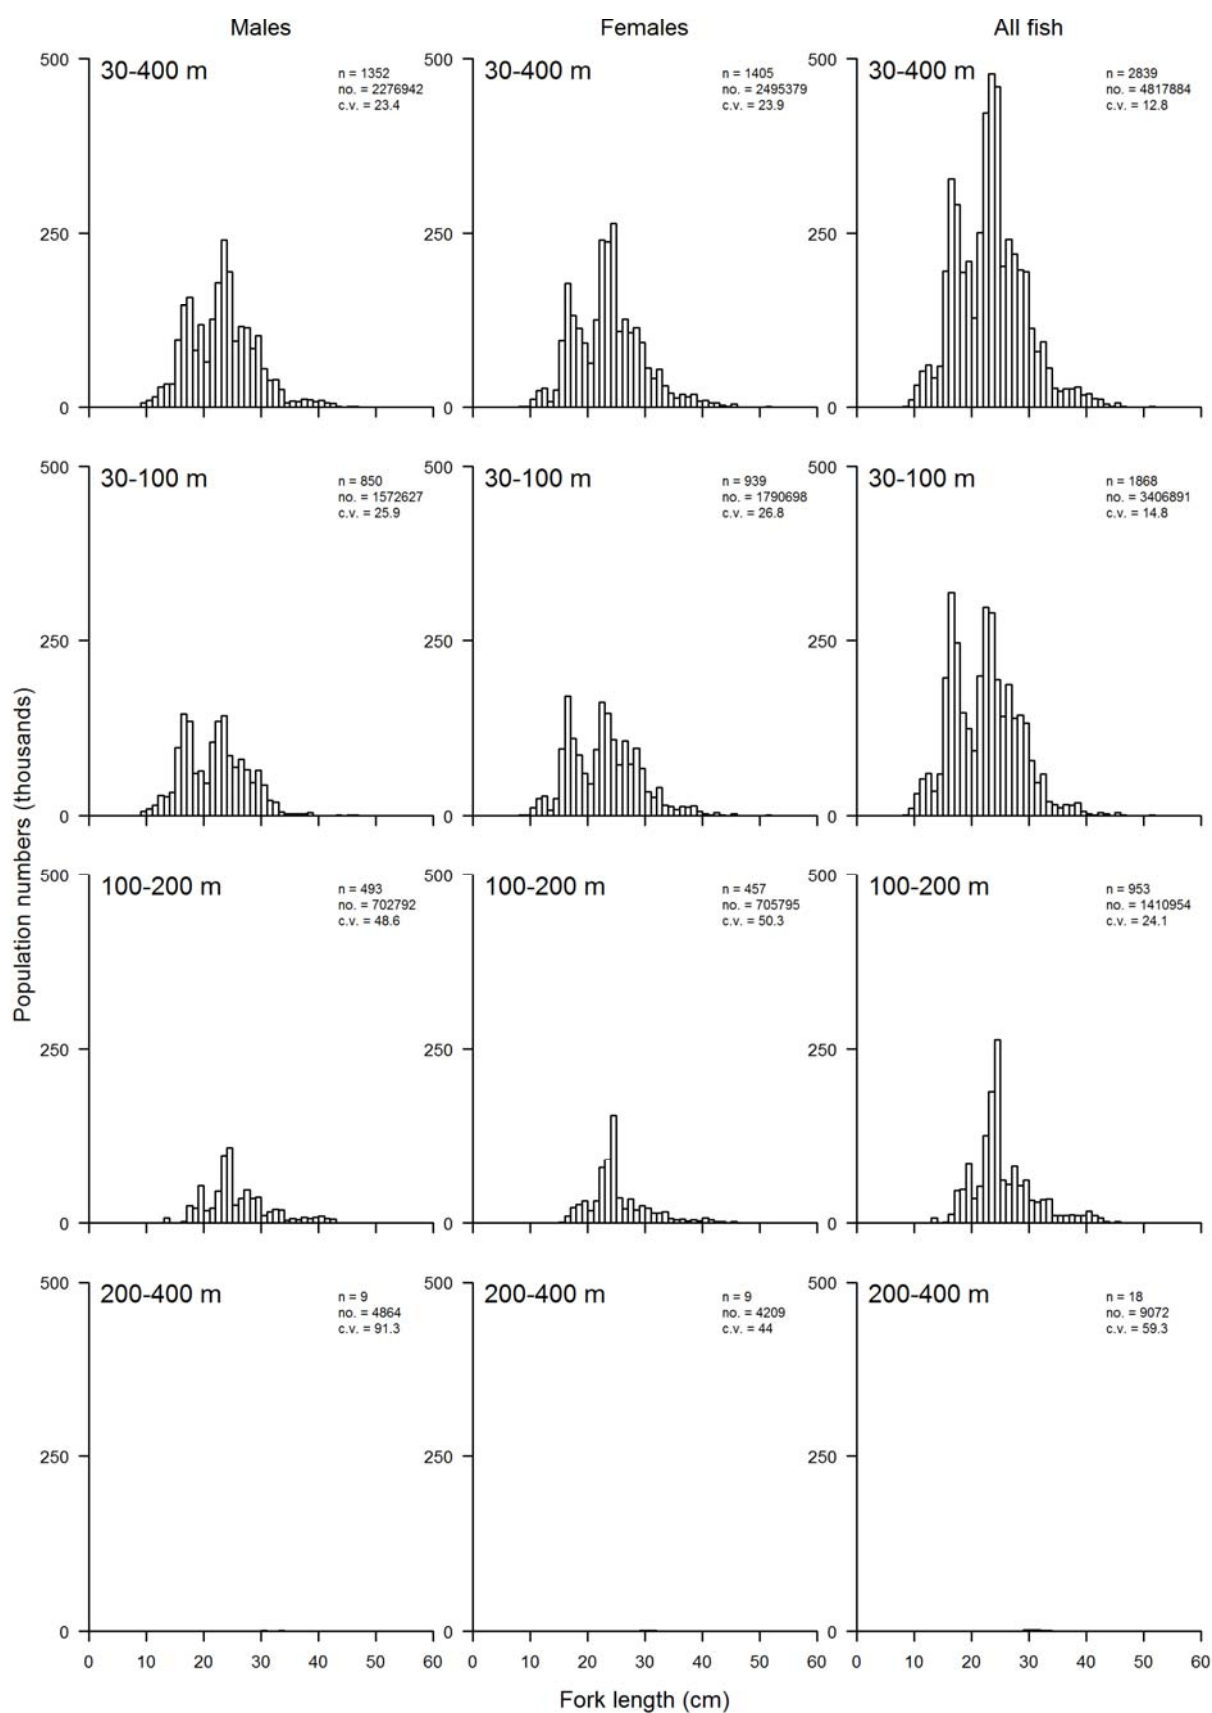 Males Females All fish
500 30-400 m n = 1352 500 30-400 m n = 1405 500 30-400 m n = 2839
no. = 2276942 no. = 2495379 no. = 4817884
c.v. = 23.4 c.v. = 23.9 c.v. = 12.8
250 250 250
0 0 0
500 30-100 m n = 850 500 30-100 m n = 939 500 30-100 m n = 1868
no. = 1572627 no. = 1790698 no. = 3406891
c.v. = 25.9 c.v. = 26.8 c.v. = 14.8
250 250 250
0 0 0
Population numbers (thousands)
500 100-200 m n = 493 500 100-200 m n = 457 500 100-200 m n = 953
no. = 702792 no. = 705795 no. = 1410954
c.v. = 48.6 c.v. = 50.3 c.v. = 24.1
250 250 250
0 0 0
500 200-400 m n = 9 500 200-400 m n = 9 500 200-400 m n = 18
no. = 4864 no. = 4209 no. = 9072
c.v. = 91.3 c.v. = 44 c.v. = 59.3
250 250 250
0 0 0
0 10 20 30 40 50 60 0 10 20 30 40 50 60 0 10 20 30 40 50 60
Fork length (cm)